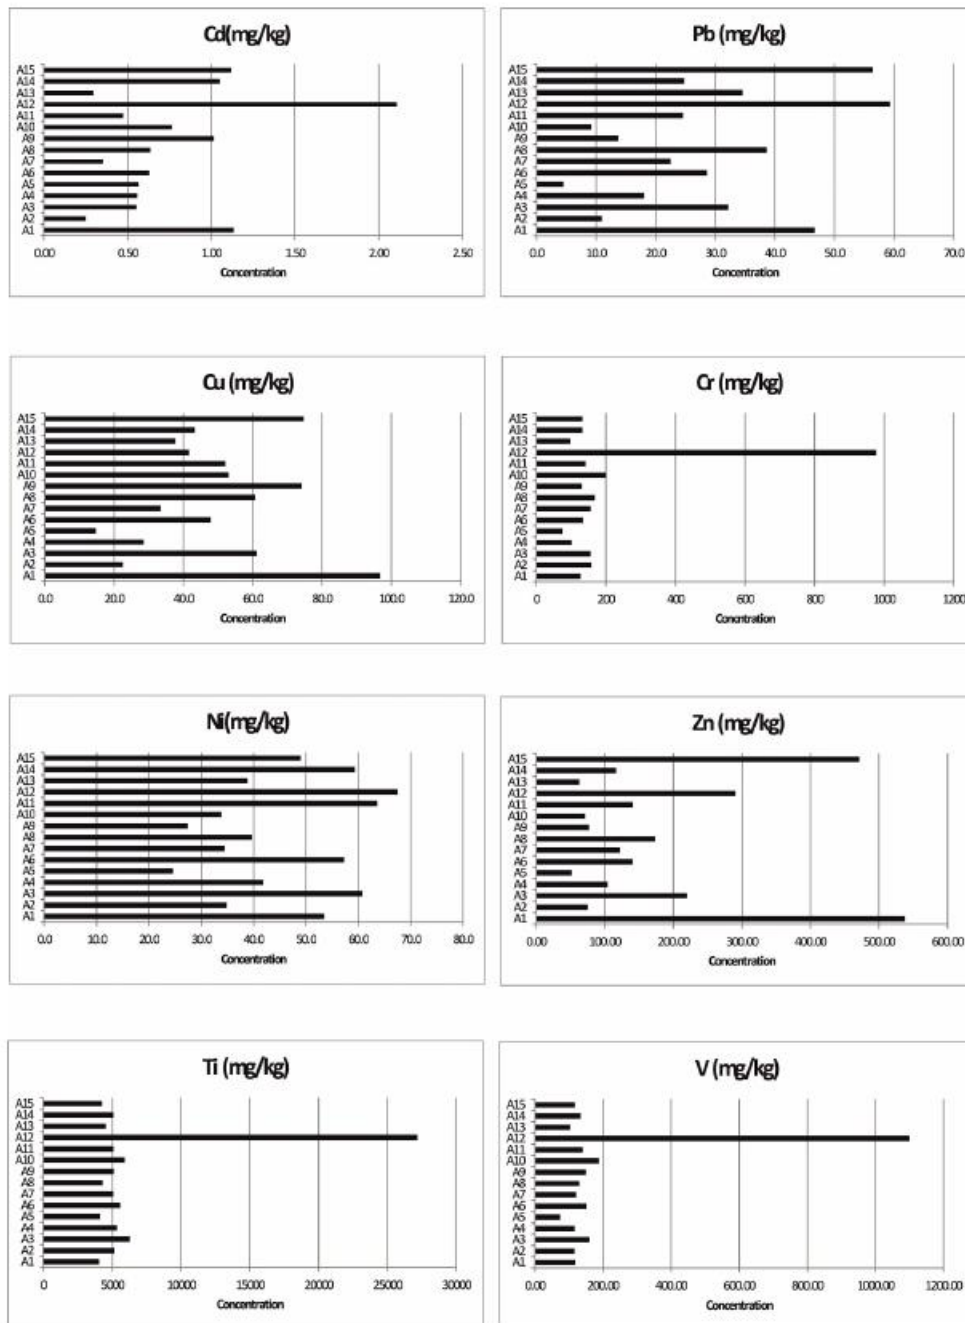 Cd(mg/kg)
A15
A14
A13
A12
A11
A10
A9
A8
A7
A6
A5
A4
A3
A2
A1
0.00 0.50 1.00 1.50 2.00 2.50
Concentration
Pb (mg/kg)
A15
A14
A13
A12
A11
A10
A9
A8
A7
A6
A5
A4
A3
A2
A1
0.0 10.0 20.0 30.0 40.0 50.0 60.0 70.0
Concentration
Cu (mg/kg)
A15
A14
A13
A12
A11
A10
A9
A8
A7
A6
A5
A4
A3
A2
A1
0.0 20.0 40.0 60.0 80.0 100.0 120.0
Concentration
Cr (mg/kg)
A15
A14
A13
A12
A11
A10
A9
A8
A7
A6
A5
A4
A3
A2
A1
0 200 400 600 800 1000 1200
Concntration
Ni(mg/kg)
A15
A14
A13
A12
A11
A10
A9
A8
A7
A6
A5
A4
A3
A2
A1
0.0 10.0 20.0 30.0 40.0 50.0 60.0 70.0 80.0
Concentration
Zn (mg/kg)
A15
A14
A13
A12
A11
A10
A9
A8
A7
A6
A5
A4
A3
A2
A1
0.00 100.00 200.00 300.00 400.00 500.00 600.00
Concentration
Ti (mg/kg)
A15
A14
A13
A12
A11
A10
A9
A8
A7
A6
A5
A4
A3
A2
A1
0 5000 10000 15000 20000 25000 30000
Concentration
V (mg/kg)
A15
A14
A13
A12
A11
A10
A9
A8
A7
A6
A5
A4
A3
A2
A1
0.00 200.00 400.00 600.00 800.00 1000.00 1200.00
Concentration